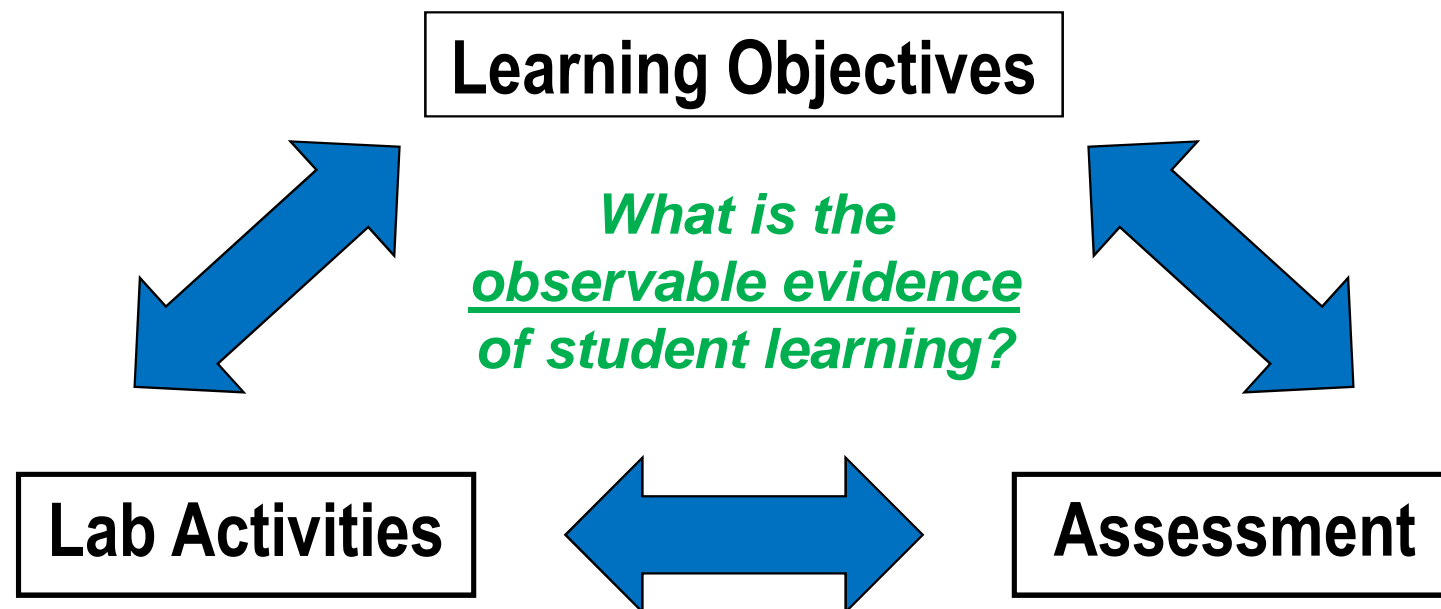 Learning Objectives
What is the
observable evidence
of student learning?
Lab Activities
Assessment